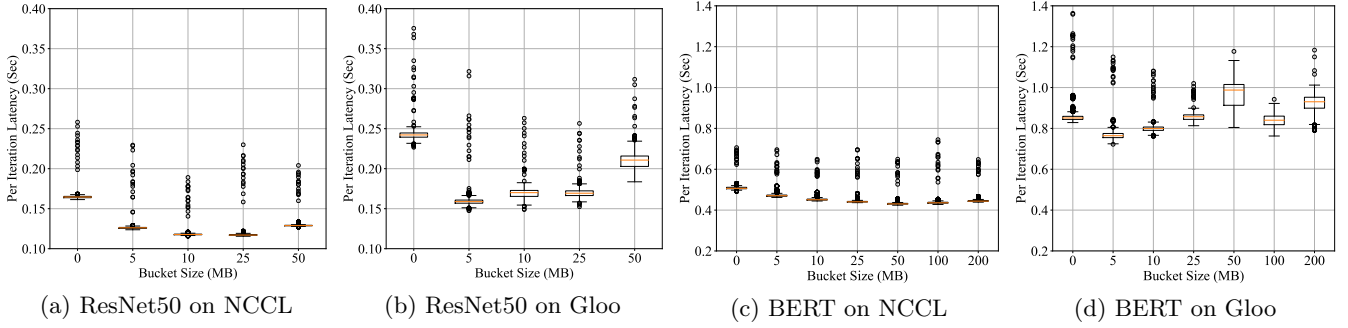 0.40
0.35
0.30
0.25
0.20
0.15
0.10
Per Iteration Latency (Sec)
0 5 10 25 50
Bucket Size (MB)
(a) ResNet50 on NCCL
0.40
0.35
0.30
0.25
0.20
0.15
0.10
Per Iteration Latency (Sec)
0 5 10 25 50
Bucket Size (MB)
(b) ResNet50 on Gloo
1.4
1.2
1.0
0.8
0.6
0.4
0.2
Per Iteration Latency (Sec)
0 5 10 25 50 100 200
Bucket Size (MB)
(c) BERT on NCCL
1.4
1.2
1.0
0.8
0.6
0.4
0.2
Per Iteration Latency (Sec)
0 5 10 25 50 100 200
Bucket Size (MB)
(d) BERT on Gloo